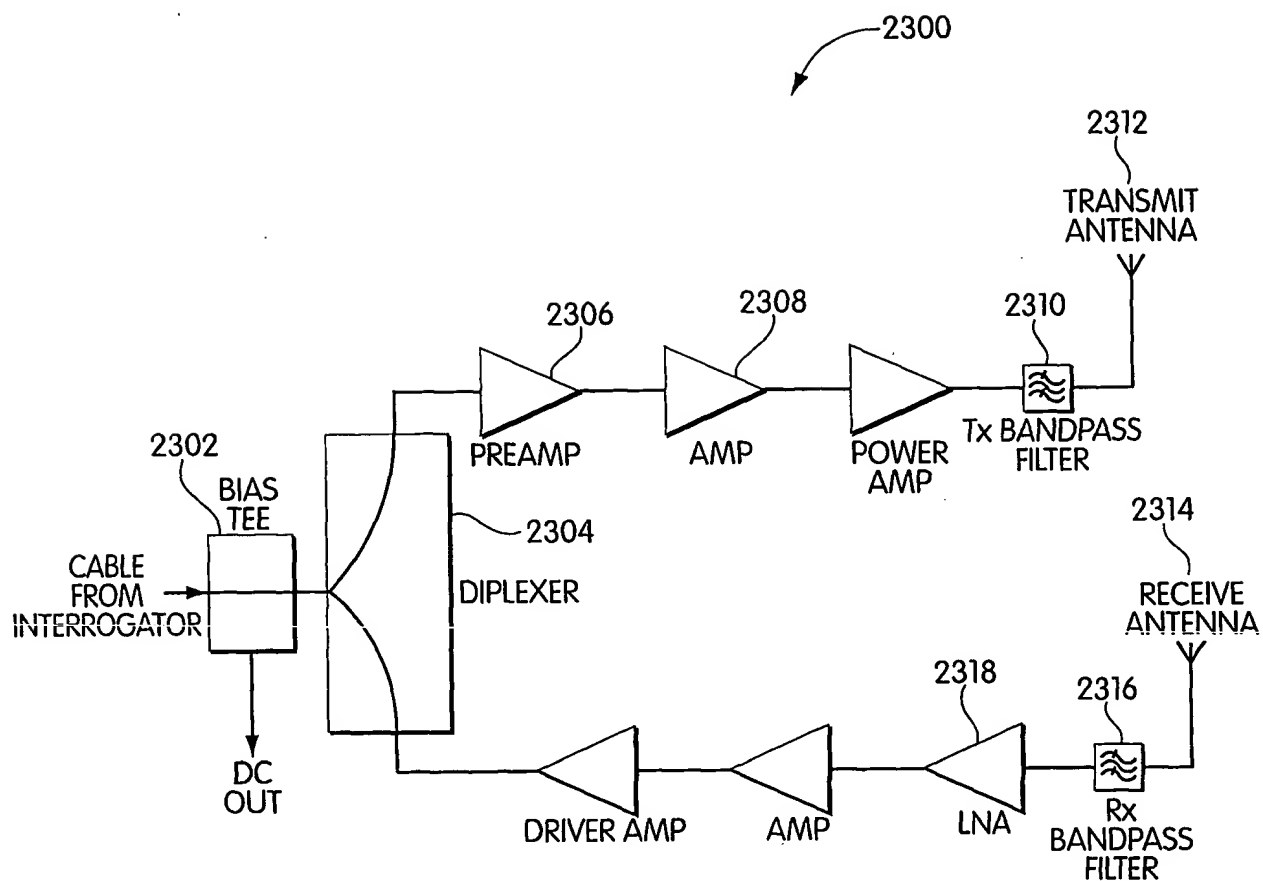 2300
2312
TRANSMIT
ANTENNA
2306
2308
2310
PREAMP
AMP
POWER
AMP
Tx BANDPASS
FILTER
2302
BIAS
TEE
2304
DIPLEXER
CABLE
FROM
INTERROGATOR
DC
OUT
2314
RECEIVE
ANTENNA
2318
2316
DRIVER AMP
AMP
LNA
Rx
BANDPASS
FILTER